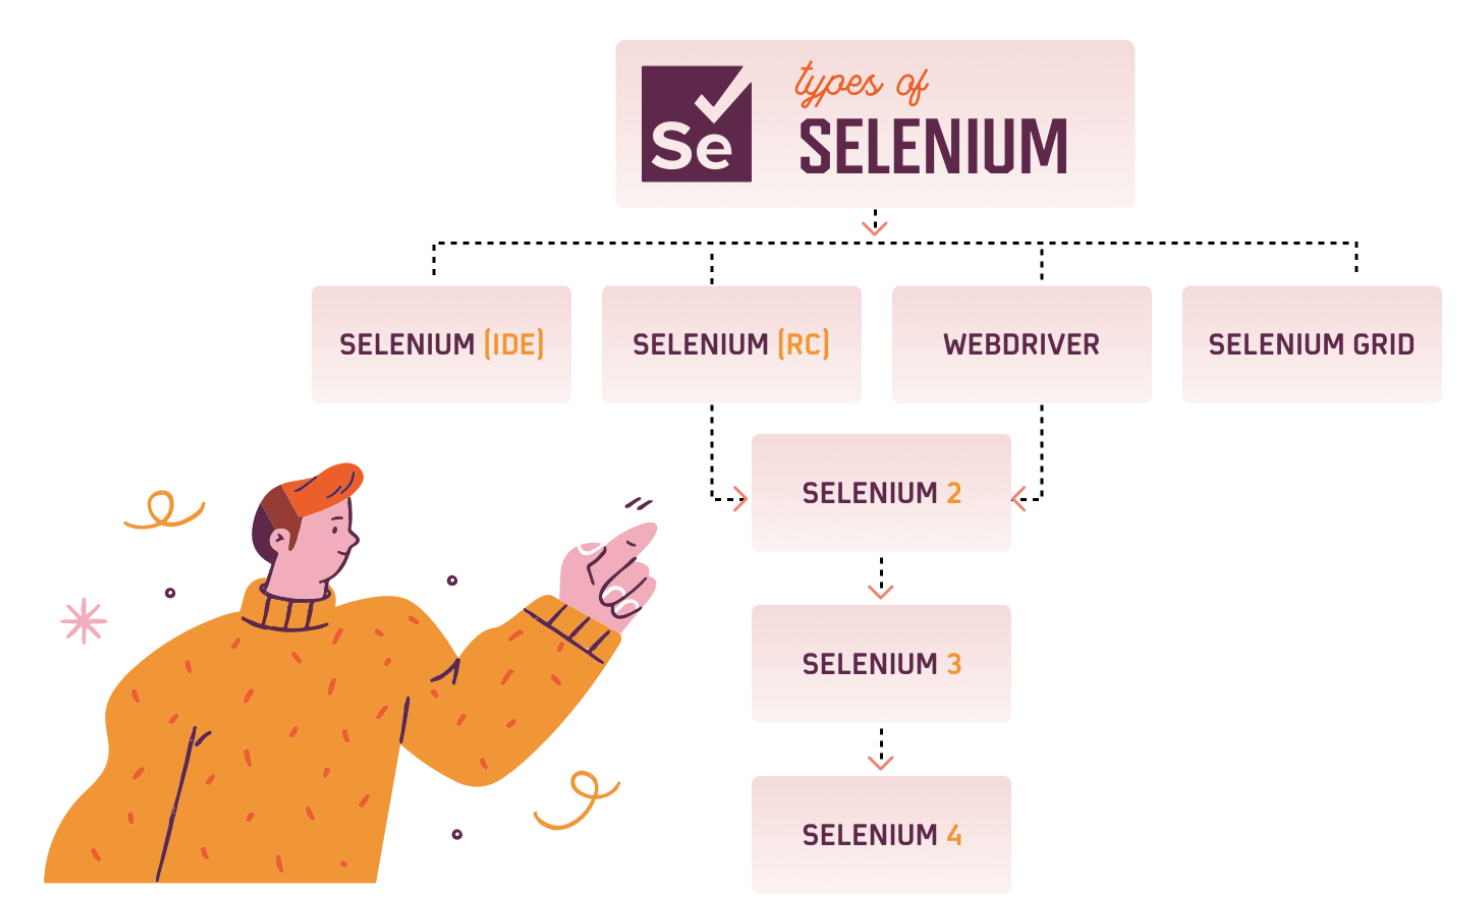 Se
types of
SELENIUM
SELENIUM (IDE)
SELENIUM (RC)
WEBDRIVER
SELENIUM GRID
SELENIUM 2
SELENIUM 3
SELENIUM 4